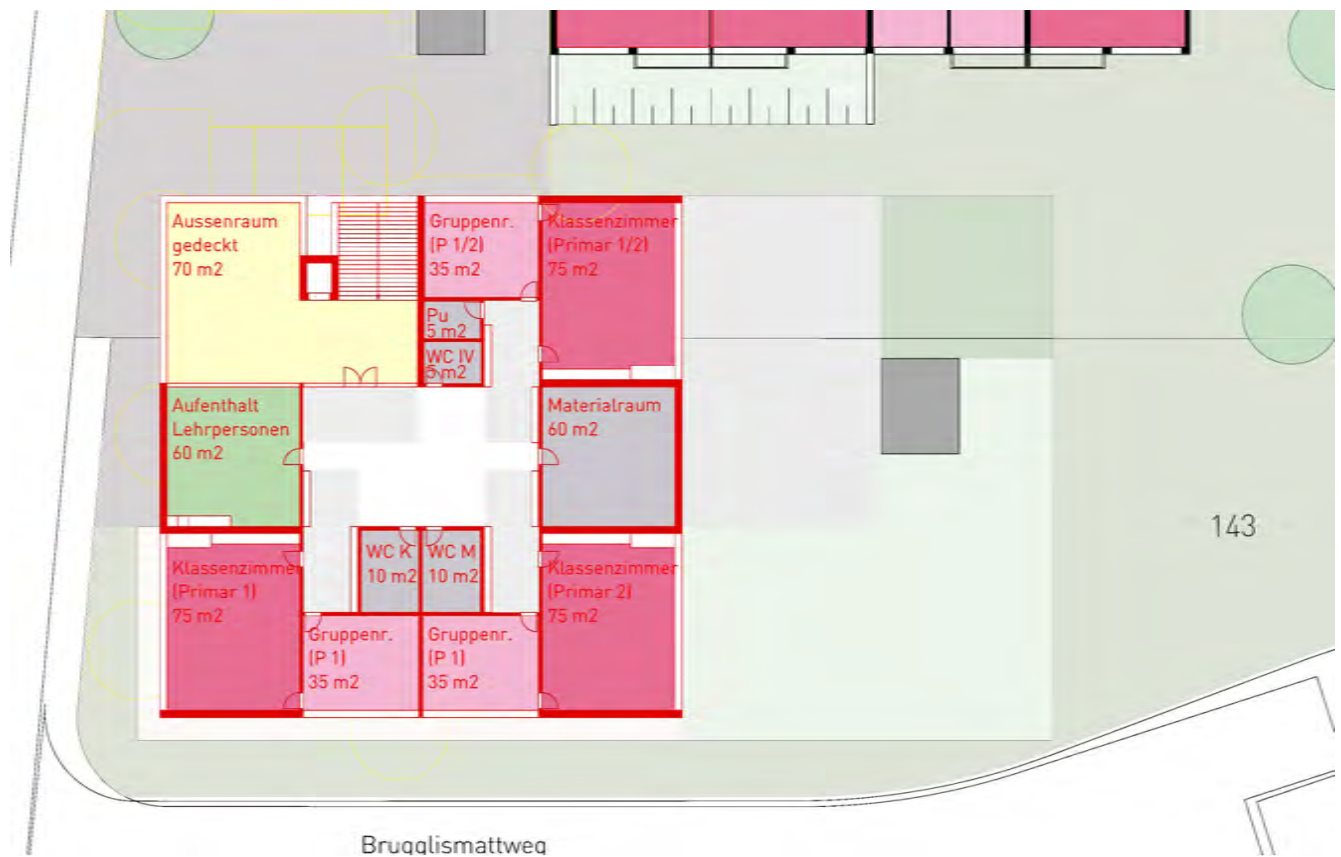 Aussenraum
gedeckt
70 m2
Gruppenr.
(P 1/2)
35 m2
Klassenzimmer
(Primar 1/2)
75 m2
Pu
5 m2
WC IV
5 m2
Aufenthalt
Lehrpersonen
60 m2
Materialraum
60 m2
143
WC K
10 m2
WC M
10 m2
Klassenzimmer
(Primar 1)
75 m2
Klassenzimmer
(Primar 2)
75 m2
Gruppenr.
(P 1)
35 m2
Gruppenr.
(P 1)
35 m2
Brugglismattweg